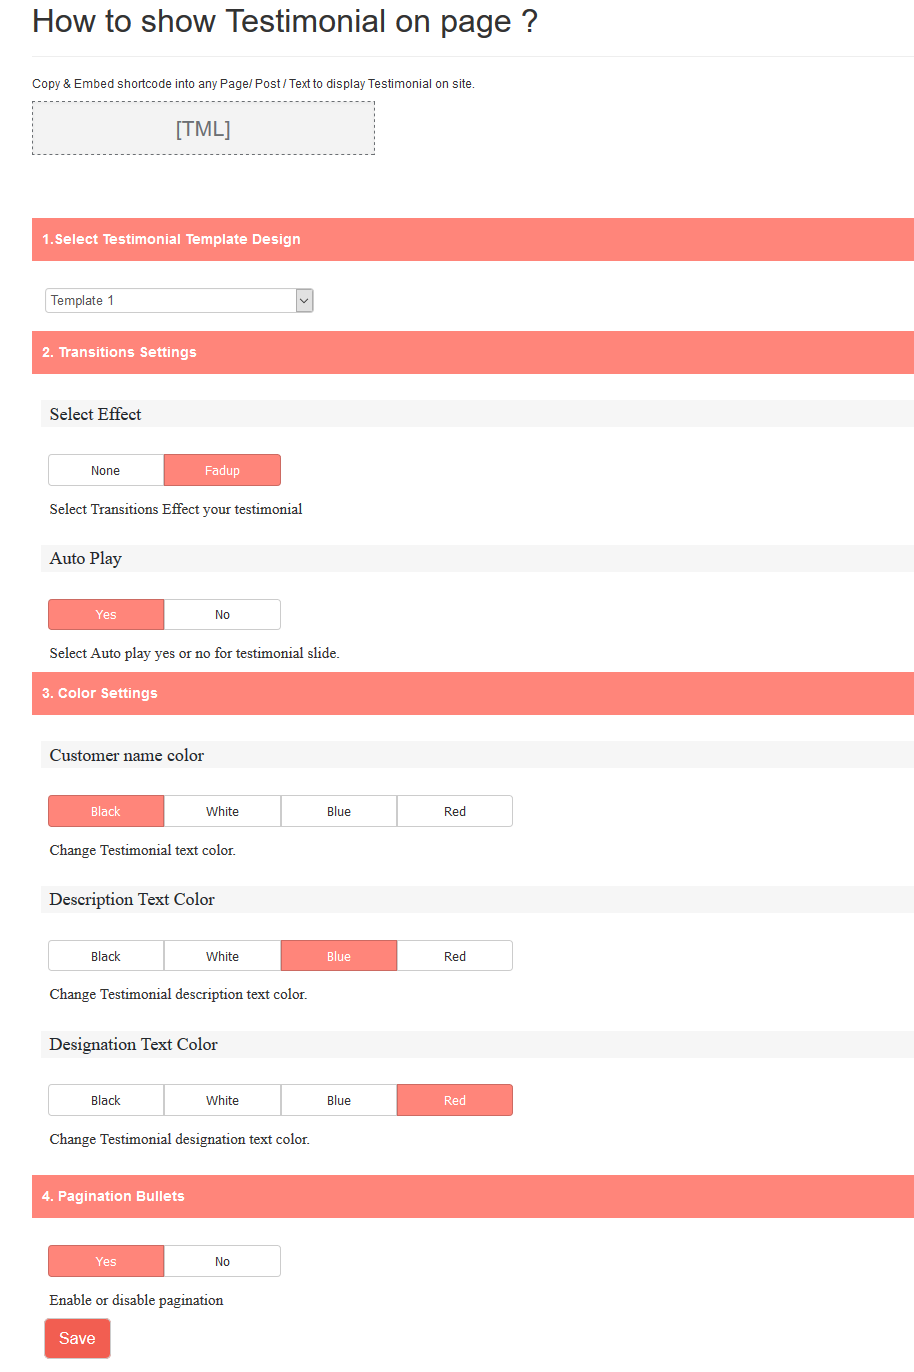 How to show Testimonial on page ?
Copy & Embed shortcode into any Page/ Post / Text to display Testimonial on site.
[TML]
1.Select Testimonial Template Design
Template 1
2. Transitions Settings
Select Effect
None Fadup
Select Transitions Effect your testimonial
Auto Play
Yes No
Select Auto play yes or no for testimonial slide.
3. Color Settings
Customer name color
Black White Blue Red
Change Testimonial text color.
Description Text Color
Black White Blue Red
Change Testimonial description text color.
Designation Text Color
Black White Blue Red
Change Testimonial designation text color.
4. Pagination Bullets
Yes No
Enable or disable pagination
Save